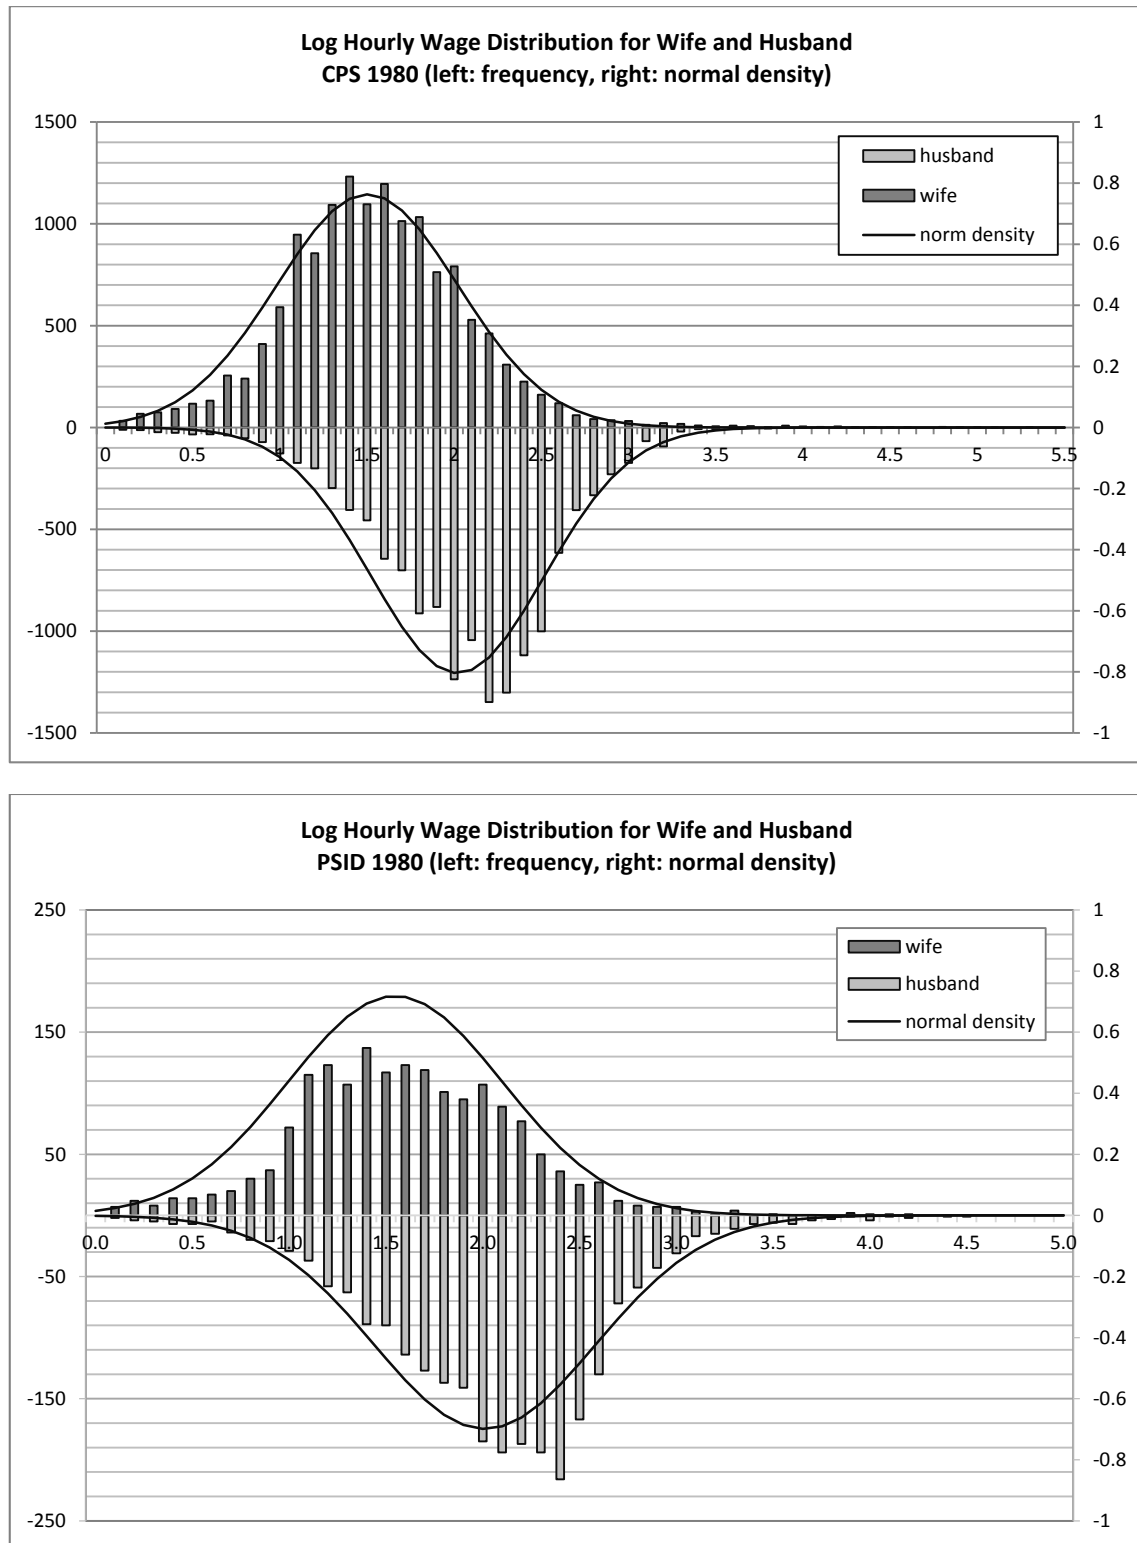 Log Hourly Wage Distribution for Wife and Husband
CPS 1980 (left: frequency, right: normal density)
1500
1000
500
0
-500
-1000
-1500
1
0.8
0.6
0.4
0.2
0
-0.2
-0.4
-0.6
-0.8
-1
husband
wife
norm density
0 0.5 1 1.5 2 2.5 3 3.5 4 4.5 5 5.5
Log Hourly Wage Distribution for Wife and Husband
PSID 1980 (left: frequency, right: normal density)
250
150
50
-50
-150
-250
1
0.8
0.6
0.4
0.2
0
-0.2
-0.4
-0.6
-0.8
-1
wife
husband
normal density
0.0 0.5 1.0 1.5 2.0 2.5 3.0 3.5 4.0 4.5 5.0